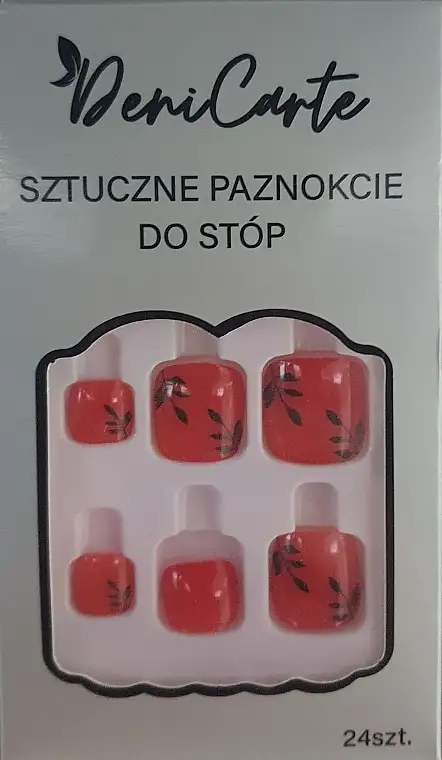 DeniCarte
SZTUCZNE PAZNOKCIE
DO STÓP
24szt.